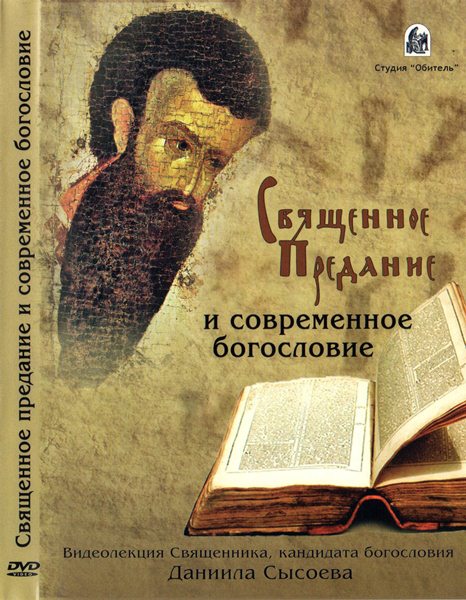 Священное предание и современное богословие
DVD
VIDEO
Студия "Обитель"
Священное
Предание
и современное
богословие
Видеолекция Священника, кандидата богословия
Даниила Сысоева